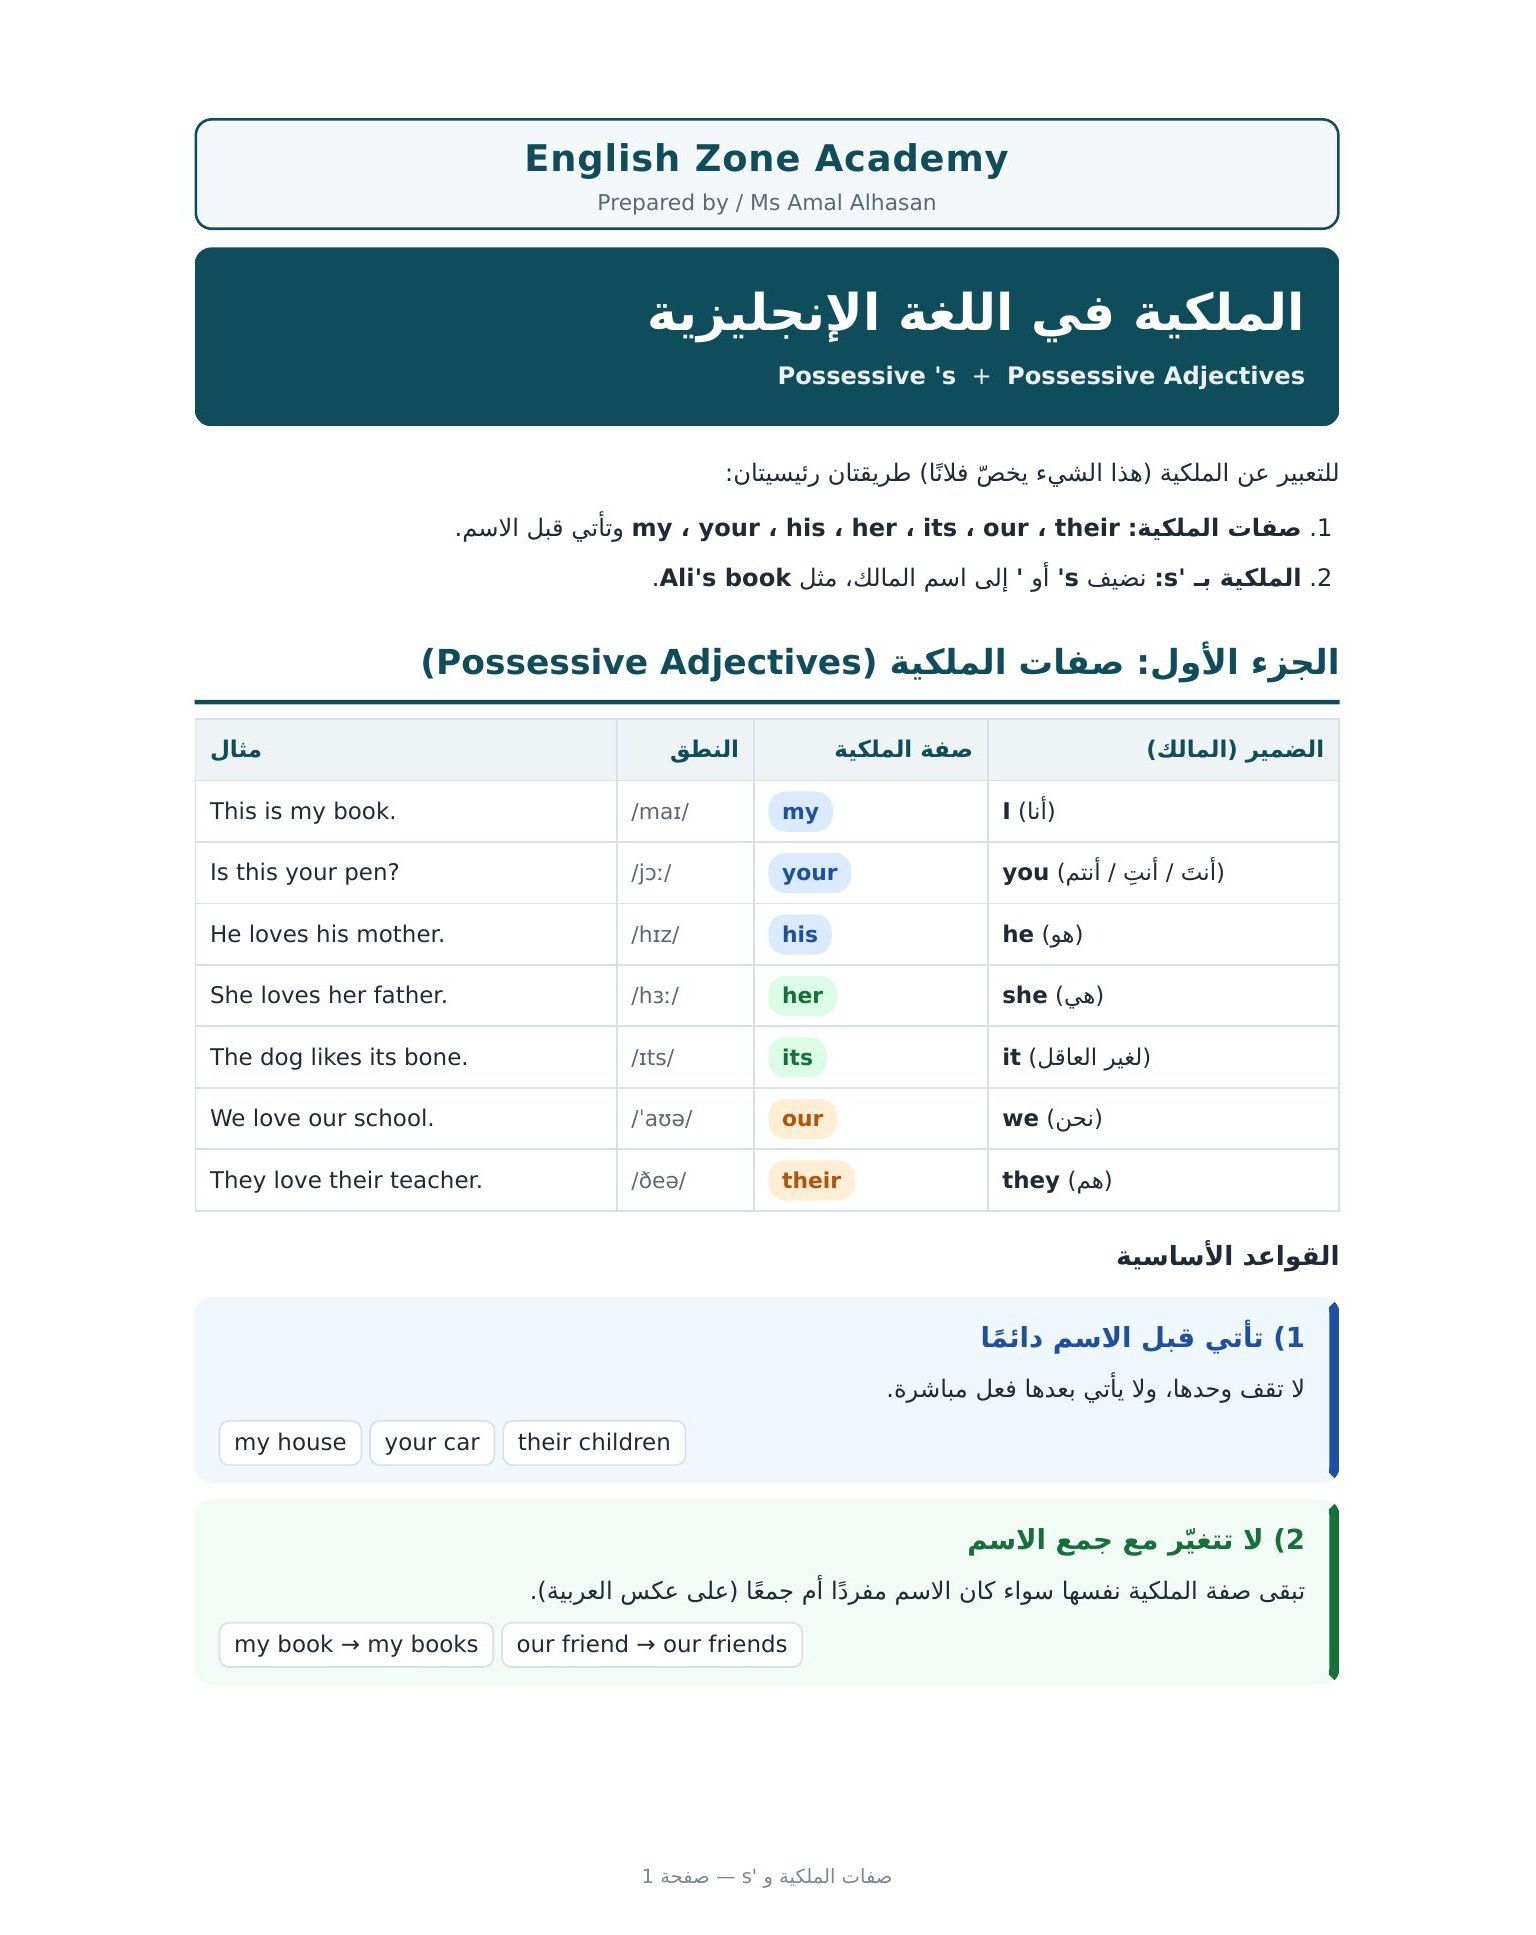 English Zone Academy
Prepared by / Ms Amal Alhasan
الملكية في اللغة الإنجليزية
Possessive 's + Possessive Adjectives
للتعبير عن الملكية (هذا الشيء يخصّ فلانًا) طريقتان رئيسيتان:
1. صفات الملكية: my ، your ، his ، her ، its ، our ، their وتأتي قبل الاسم.
2. الملكية بـ 's: نضيف 's أو ' إلى اسم المالك، مثل Ali's book.
الجزء الأول: صفات الملكية (Possessive Adjectives)
الضمير (المالك) صفة الملكية النطق مثال
I (أنا) my /maɪ/ This is my book.
you (أنتَ / أنتِ / أنتم) your /jɔː/ Is this your pen?
he (هو) his /hɪz/ He loves his mother.
she (هي) her /hɜː/ She loves her father.
it (لغير العاقل) its /ɪts/ The dog likes its bone.
we (نحن) our /ˈaʊə/ We love our school.
they (هم) their /ðeə/ They love their teacher.
القواعد الأساسية
1) تأتي قبل الاسم دائمًا
لا تقف وحدها، ولا يأتي بعدها فعل مباشرة.
my house your car their children
2) لا تتغيّر مع جمع الاسم
تبقى صفة الملكية نفسها سواء كان الاسم مفردًا أم جمعًا (على عكس العربية).
my book → my books our friend → our friends
صفات الملكية و 's — صفحة 1